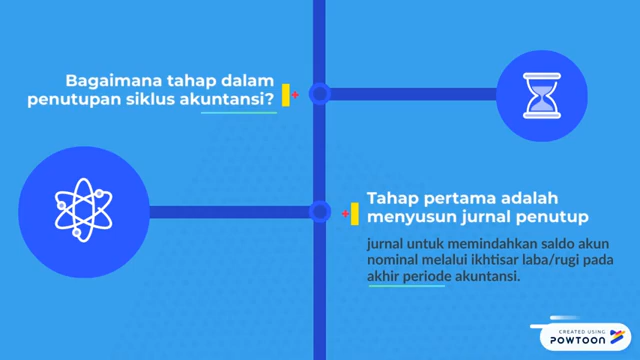 Bagaimana tahap dalam
penutupan siklus akuntansi?
Tahap pertama adalah
menyusun jurnal penutup
jurnal untuk memindahkan saldo akun
nominal melalui ikhtisar laba/rugi pada
akhir periode akuntansi.
CREATED USING
POWTOON